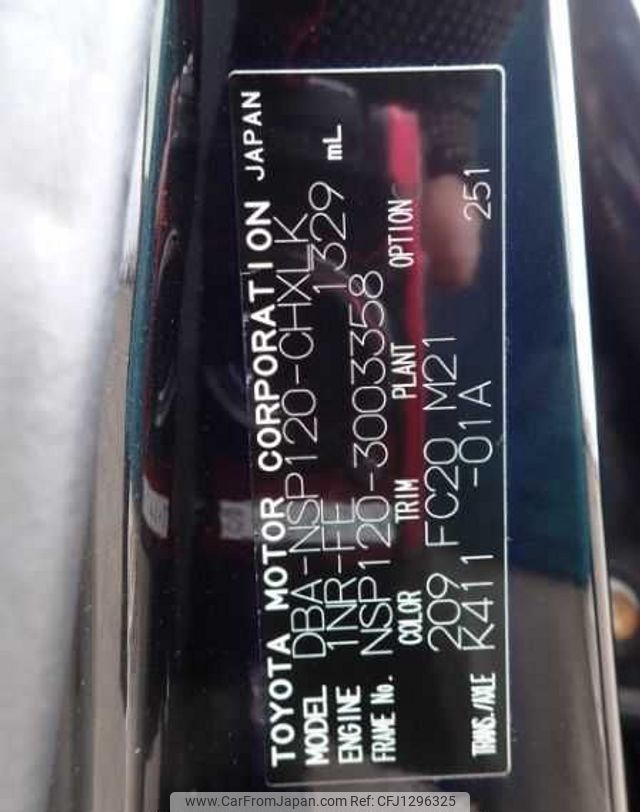 TOYOTA MOTOR CORPORATION JAPAN
MODEL DBA-NSP120-CHXLK
ENGINE 1NR-FE 1329 mL
FRAME No. NSP120-3003358
COLOR TRIM PLANT OPTION
209 FC20 M21
TRANS./AXLE K411 -01A 251
www.CarFromJapan.com Ref: CFJ1296325